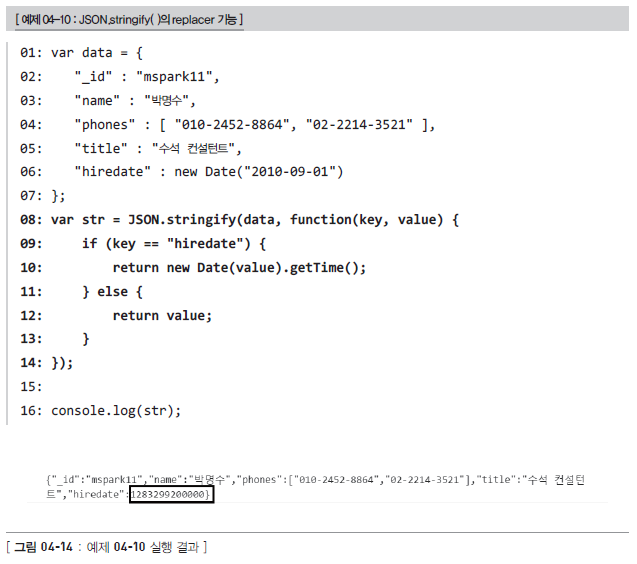 [ 예제 04-10 : JSON.stringify( )의 replacer 기능 ]
01: var data = {
02:    "_id" : "mspark11",
03:    "name" : "박명수",
04:    "phones" : [ "010-2452-8864", "02-2214-3521" ],
05:    "title" : "수석 컨설턴트",
06:    "hiredate" : new Date("2010-09-01")
07: };
08: var str = JSON.stringify(data, function(key, value) {
09:     if (key == "hiredate") {
10:         return new Date(value).getTime();
11:     } else {
12:         return value;
13:     }
14: });
15:
16: console.log(str);
{"_id":"mspark11","name":"박명수","phones":["010-2452-8864","02-2214-3521"],"title":"수석 컨설턴
트","hiredate":1283299200000}
[ 그림 04-14 : 예제 04-10 실행 결과 ]